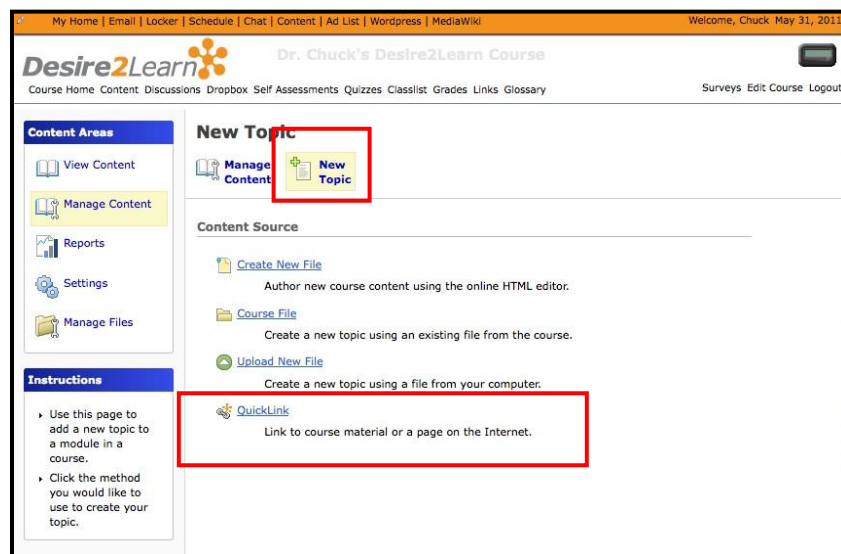 My Home | Email | Locker | Schedule | Chat | Content | Ad List | Wordpress | MediaWiki
Welcome, Chuck May 31, 2011
Desire2Learn
Dr. Chuck's Desire2Learn Course
Course Home Content Discussions Dropbox Self Assessments Quizzes Classlist Grades Links Glossary
Surveys Edit Course Logout
Content Areas
View Content
Manage Content
Reports
Settings
Manage Files
Instructions
Use this page to
add a new topic to
a module in a
course.
Click the method
you would like to
use to create your
topic.
New Topic
Manage
Content
New
Topic
Content Source
Create New File
Author new course content using the online HTML editor.
Course File
Create a new topic using an existing file from the course.
Upload New File
Create a new topic using a file from your computer.
QuickLink
Link to course material or a page on the Internet.